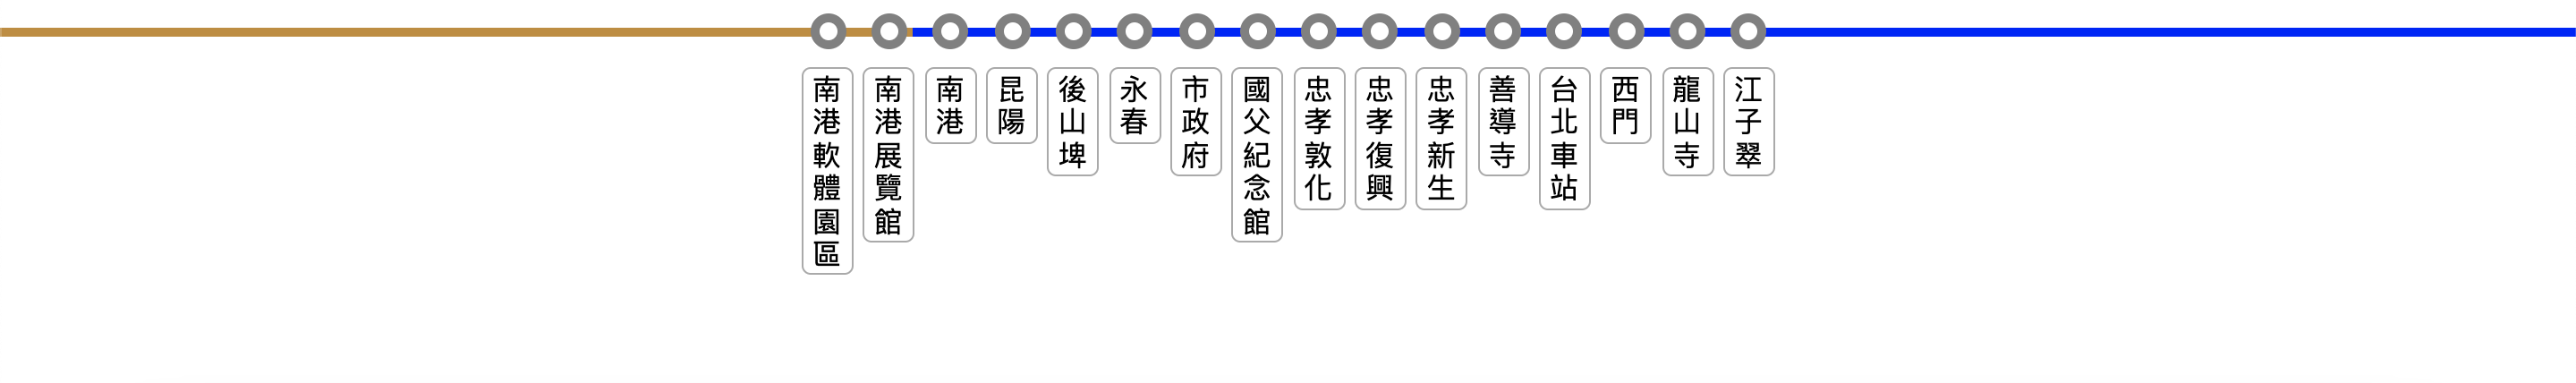 南港軟體園區
南港展覽館
南港
昆陽
後山埤
永春
市政府
國父紀念館
忠孝敦化
忠孝復興
忠孝新生
善導寺
台北車站
西門
龍山寺
江子翠